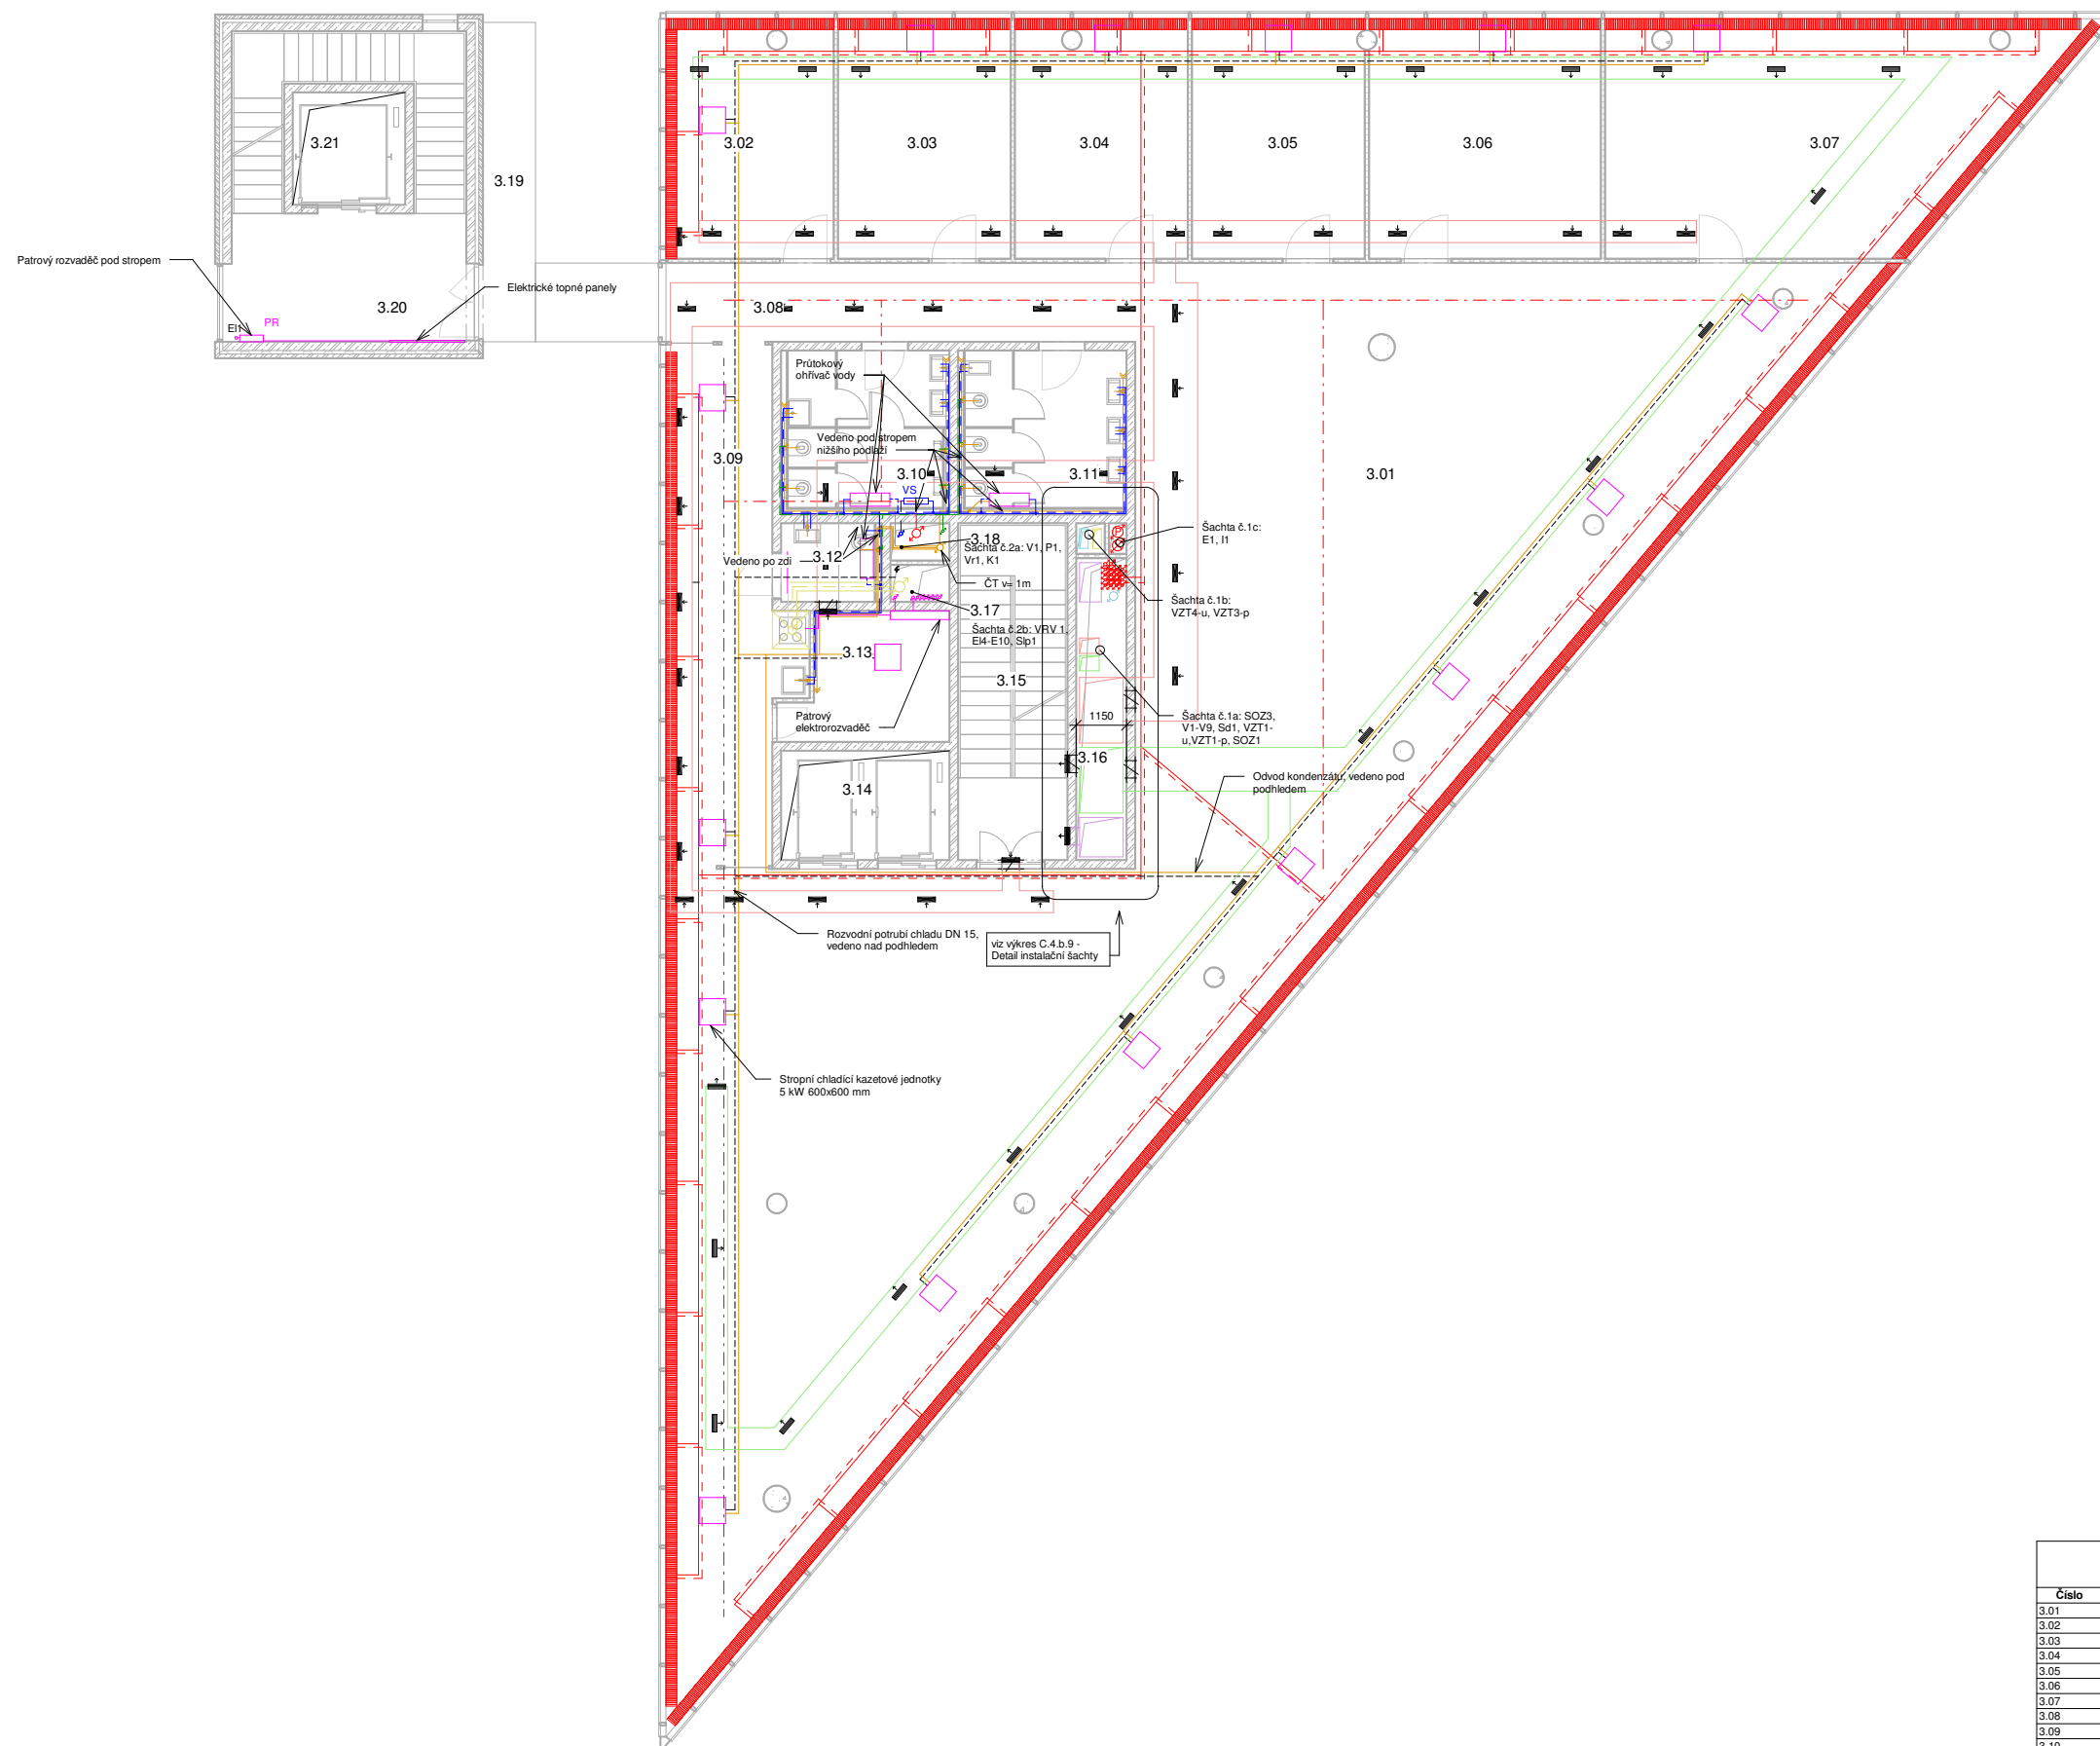 3.02
3.03
3.04
3.05
3.06
3.07
3.21
3.19
Patrový rozvaděč pod stropem
Elektrické topné panely
3.20
El1
PR
3.08
Průtokový
ohřívač vody
Vedeno pod stropem
nižšího podlaží
3.09
3.10
3.11
3.01
VS
Šachta č.1c:
E1, I1
3.18
Šachta č.2a: V1, P1,
Vr1, K1
3.12
Vedeno po zdi
ČT v= 1m
Šachta č.1b:
VZT4-u, VZT3-p
3.17
Šachta č.2b: VRV 1,
El4-E10, Slp1
3.13
3.15
Patrový
elektrorozvaděč
1150
Šachta č.1a: SOZ3,
V1-V9, Sd1, VZT1-
u,VZT1-p, SOZ1
3.16
3.14
Odvod kondenzátu, vedeno pod
podhledem
Rozvodní potrubí chladu DN 15,
vedeno nad podhledem
viz výkres C.4.b.9 -
Detail instalační šachty
Stropní chladící kazetové jednotky
5 kW 600x600 mm
Číslo
3.01
3.02
3.03
3.04
3.05
3.06
3.07
3.08
3.09
3.10